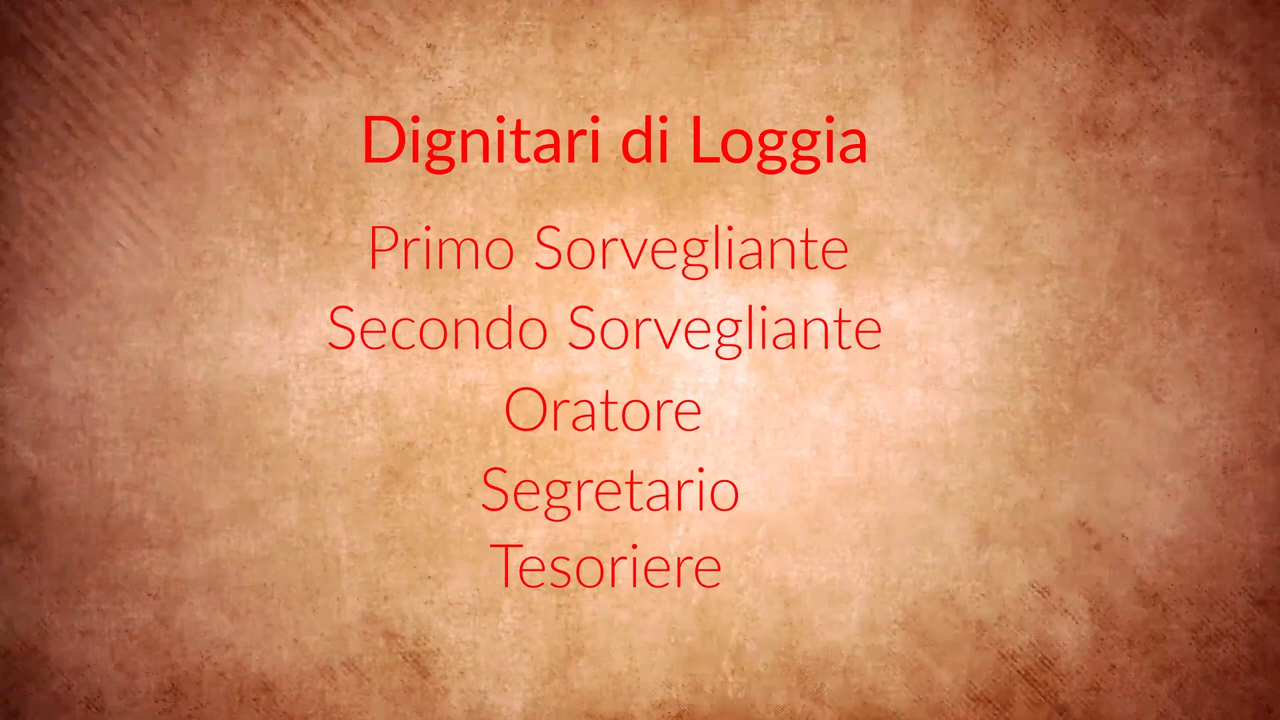 Dignitari di Loggia
Primo Sorvegliante
Secondo Sorvegliante
Oratore
Segretario
Tesoriere